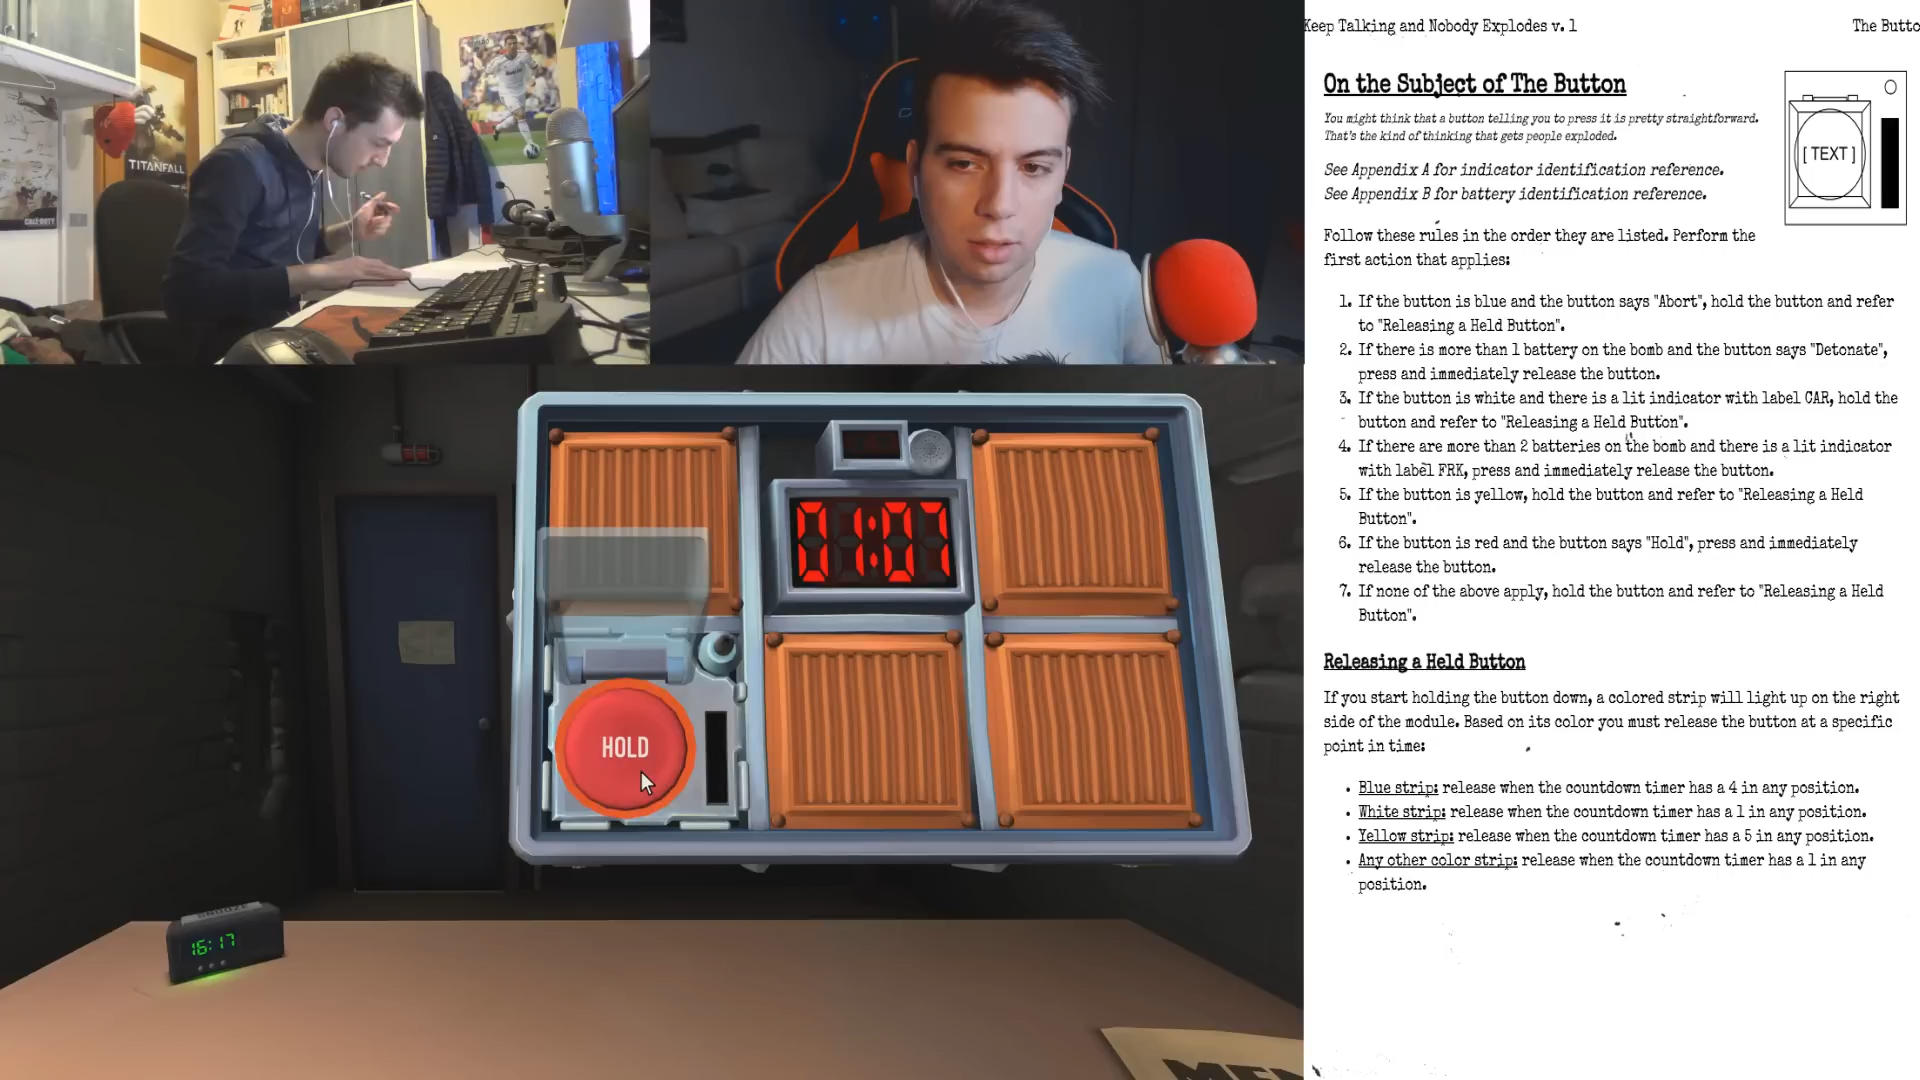 TITANFALL
CALL OF DUTY
01:07
HOLD
SNOOZE
16:17
Keep Talking and Nobody Explodes v. 1
The Butto
On the Subject of The Button
You might think that a button telling you to press it is pretty straightforward.
That's the kind of thinking that gets people exploded.
[ TEXT ]
See Appendix A for indicator identification reference.
See Appendix B for battery identification reference.
Follow these rules in the order they are listed. Perform the
first action that applies:
1. If the button is blue and the button says "Abort", hold the button and refer
to "Releasing a Held Button".
2. If there is more than 1 battery on the bomb and the button says "Detonate",
press and immediately release the button.
3. If the button is white and there is a lit indicator with label CAR, hold the
button and refer to "Releasing a Held Button".
4. If there are more than 2 batteries on the bomb and there is a lit indicator
with label FRK, press and immediately release the button.
5. If the button is yellow, hold the button and refer to "Releasing a Held
Button".
6. If the button is red and the button says "Hold", press and immediately
release the button.
7. If none of the above apply, hold the button and refer to "Releasing a Held
Button".
Releasing a Held Button
If you start holding the button down, a colored strip will light up on the right
side of the module. Based on its color you must release the button at a specific
point in time:
• Blue strip: release when the countdown timer has a 4 in any position.
• White strip: release when the countdown timer has a 1 in any position.
• Yellow strip: release when the countdown timer has a 5 in any position.
• Any other color strip: release when the countdown timer has a 1 in any
position.